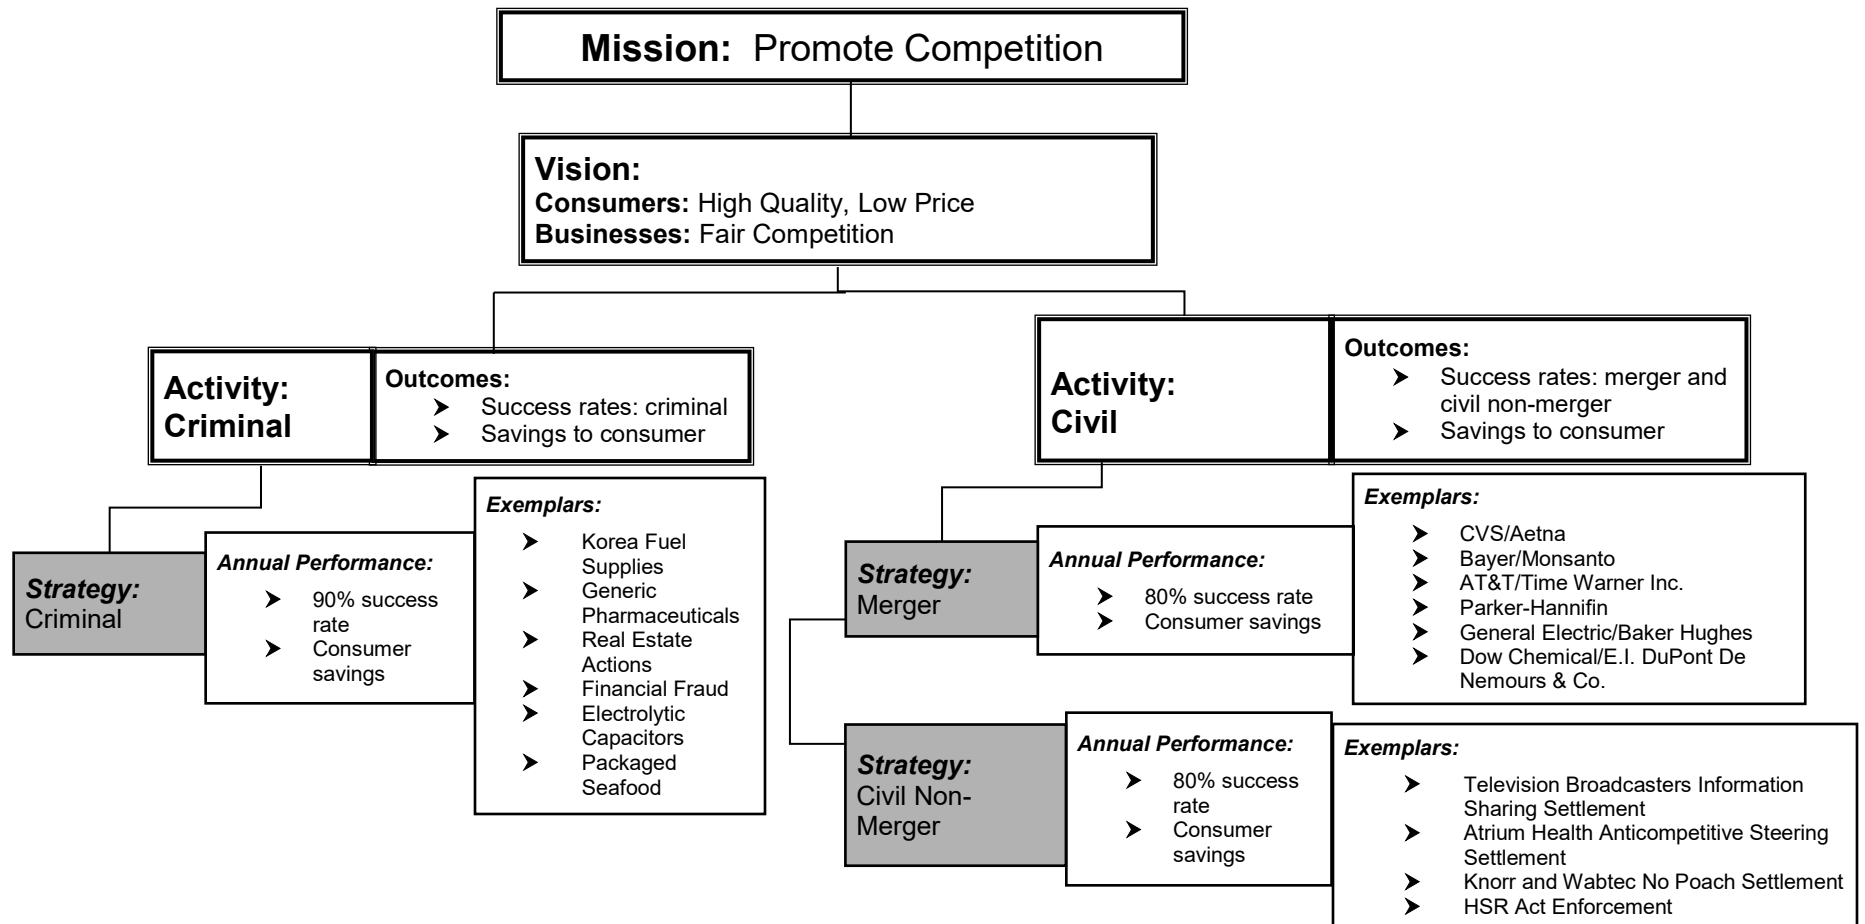 Mission: Promote Competition
Vision:
Consumers: High Quality, Low Price
Businesses: Fair Competition
Activity:
Criminal
Outcomes:
➤ Success rates: criminal
➤ Savings to consumer
Activity:
Civil
Outcomes:
➤ Success rates: merger and
civil non-merger
➤ Savings to consumer
Strategy:
Criminal
Annual Performance:
➤ 90% success
rate
➤ Consumer
savings
Exemplars:
➤ Korea Fuel
Supplies
➤ Generic
Pharmaceuticals
➤ Real Estate
Actions
➤ Financial Fraud
➤ Electrolytic
Capacitors
➤ Packaged
Seafood
Strategy:
Merger
Annual Performance:
➤ 80% success rate
➤ Consumer savings
Exemplars:
➤ CVS/Aetna
➤ Bayer/Monsanto
➤ AT&T/Time Warner Inc.
➤ Parker-Hannifin
➤ General Electric/Baker Hughes
➤ Dow Chemical/E.I. DuPont De
Nemours & Co.
Strategy:
Civil Non-
Merger
Annual Performance:
➤ 80% success
rate
➤ Consumer
savings
Exemplars:
➤ Television Broadcasters Information
Sharing Settlement
➤ Atrium Health Anticompetitive Steering
Settlement
➤ Knorr and Wabtec No Poach Settlement
➤ HSR Act Enforcement